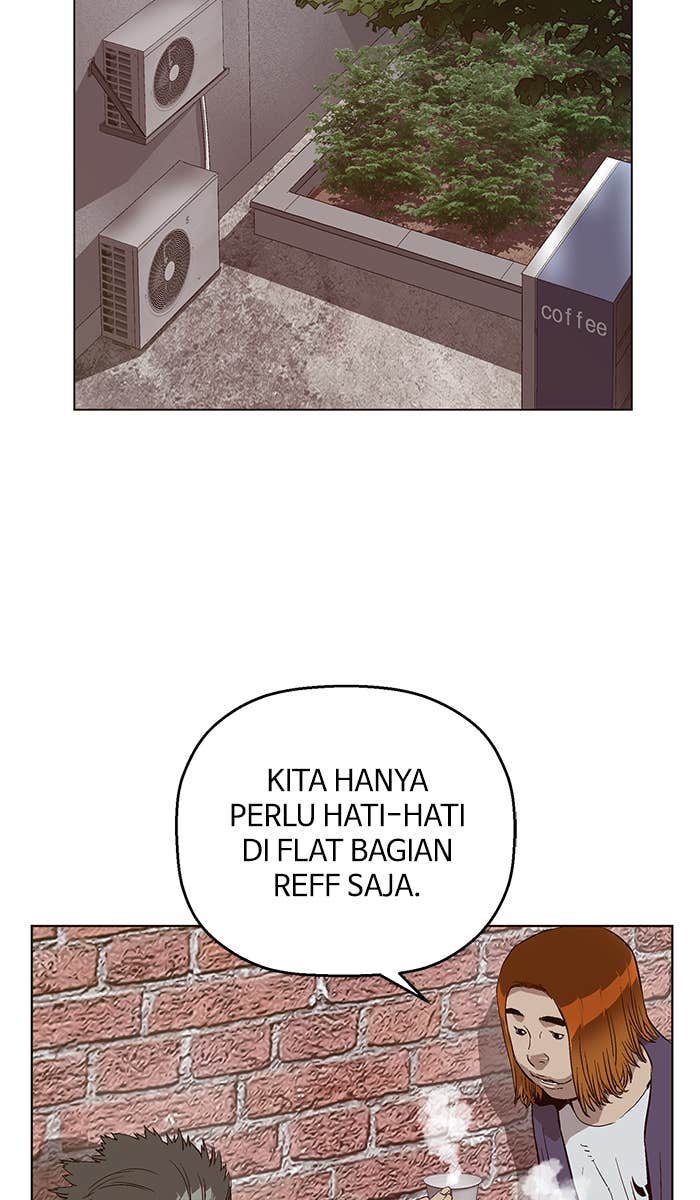 coffee
KITA HANYA
PERLU HATI-HATI
DI FLAT BAGIAN
REFF SAJA.